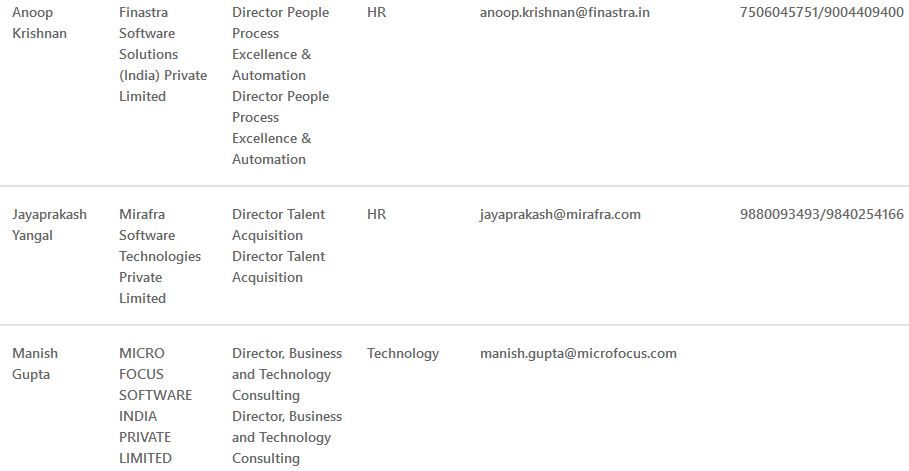 Anoop Krishnan
Finastra Software Solutions (India) Private Limited
Director People Process Excellence & Automation Director People Process Excellence & Automation
HR
anoop.krishnan@finastra.in
7506045751/9004409400
Jayaprakash Yangal
Mirafra Software Technologies Private Limited
Director Talent Acquisition Director Talent Acquisition
HR
jayaprakash@mirafra.com
9880093493/9840254166
Manish Gupta
MICRO FOCUS SOFTWARE INDIA PRIVATE LIMITED
Director, Business and Technology Consulting Director, Business and Technology Consulting
Technology
manish.gupta@microfocus.com